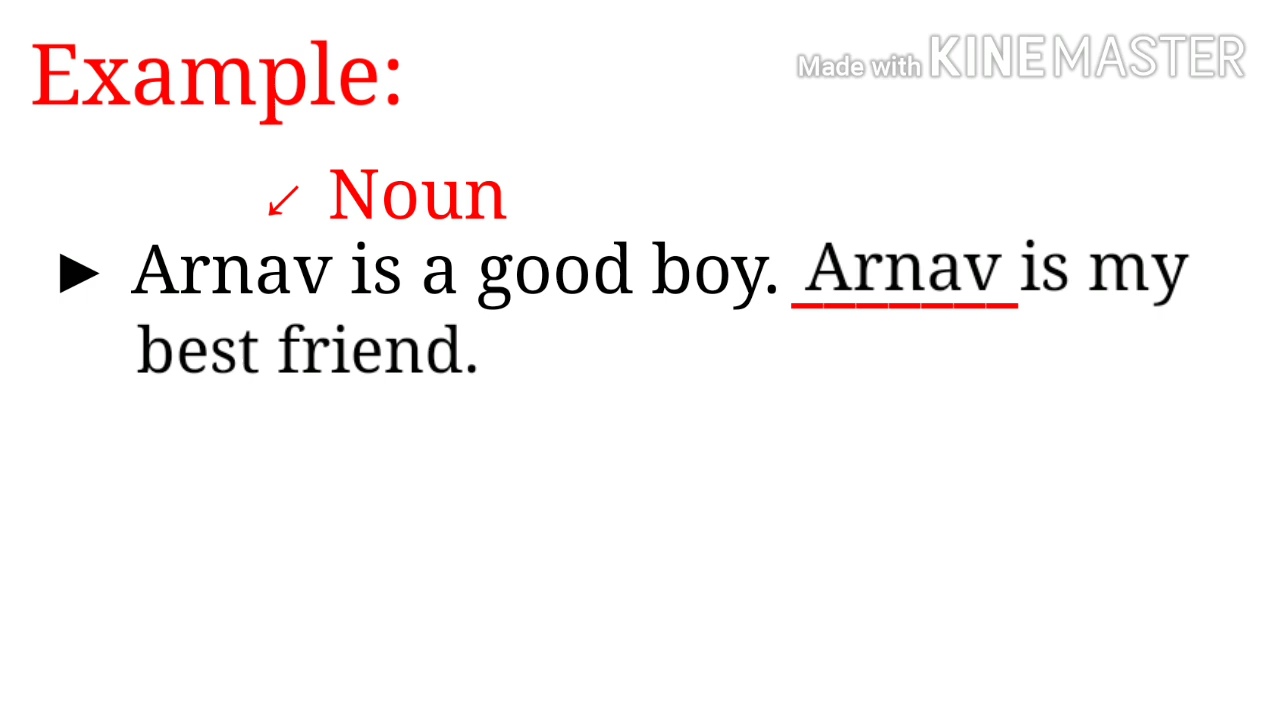 Example:
Made with KINEMASTER
↙ Noun
► Arnav is a good boy. Arnav is my
best friend.